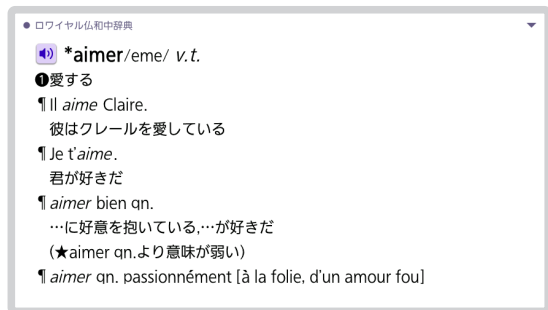 ● ロワイヤル仏和中辞典
*aimer/eme/ v.t.
❶愛する
¶Il aime Claire.
彼はクレールを愛している
¶Je t'aime.
君が好きだ
¶aimer bien qn.
…に好意を抱いている,…が好きだ
(★aimer qn.より意味が弱い)
¶aimer qn. passionnément [à la folie, d'un amour fou]